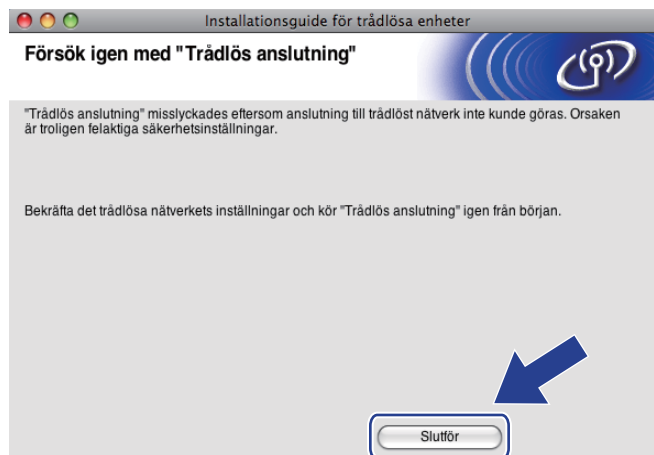 Installationsguide för trådlösa enheter
Försök igen med "Trådlös anslutning"
"Trådlös anslutning" misslyckades eftersom anslutning till trådlöst nätverk inte kunde göras. Orsaken
är troligen felaktiga säkerhetsinställningar.
Bekräfta det trådlösa nätverkets inställningar och kör "Trådlös anslutning" igen från början.
Slutför